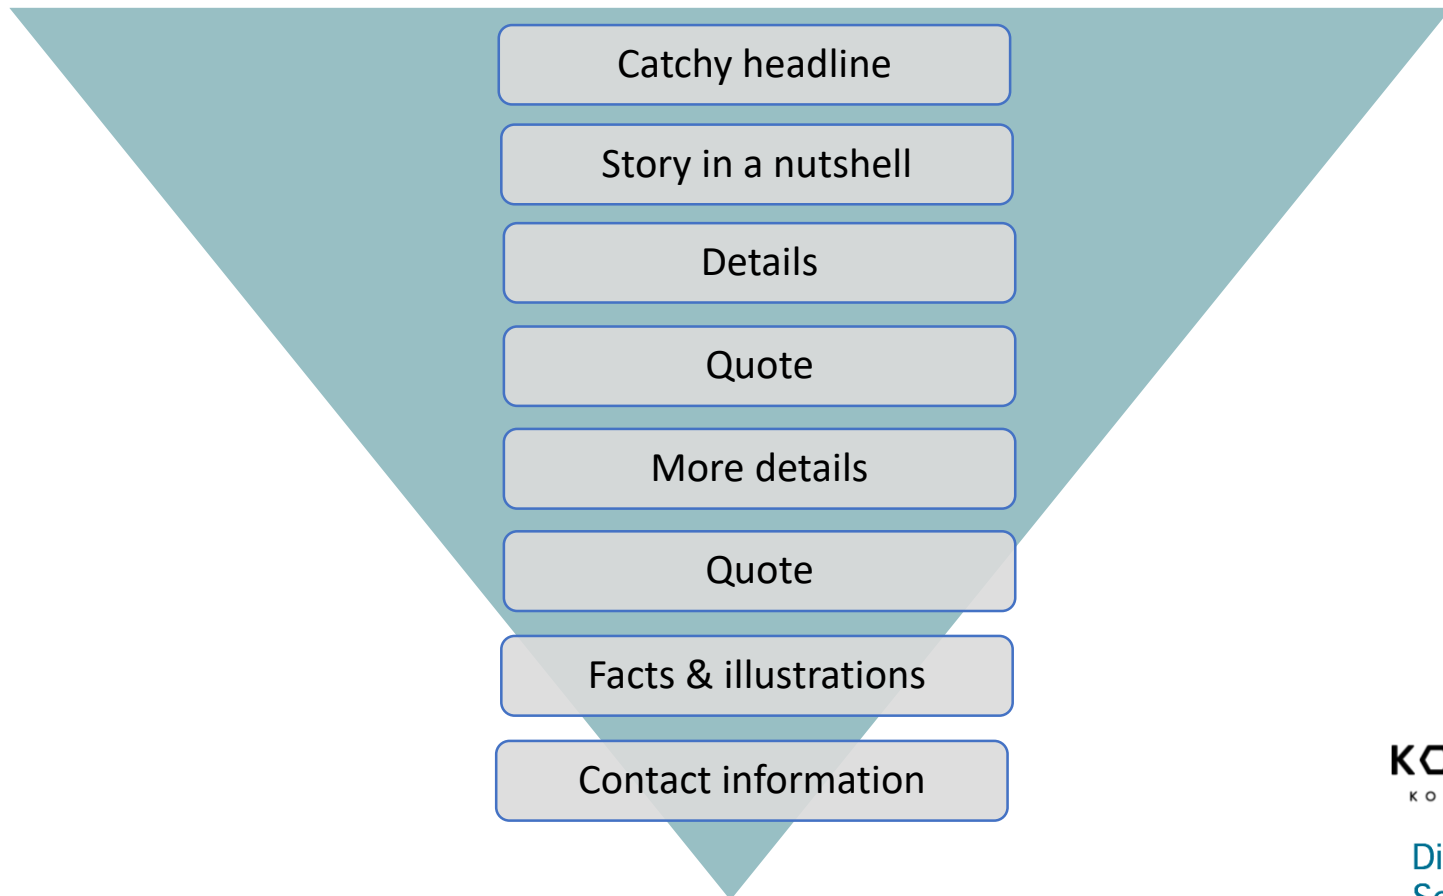 Catchy headline
Story in a nutshell
Details
Quote
More details
Quote
Facts & illustrations
Contact information